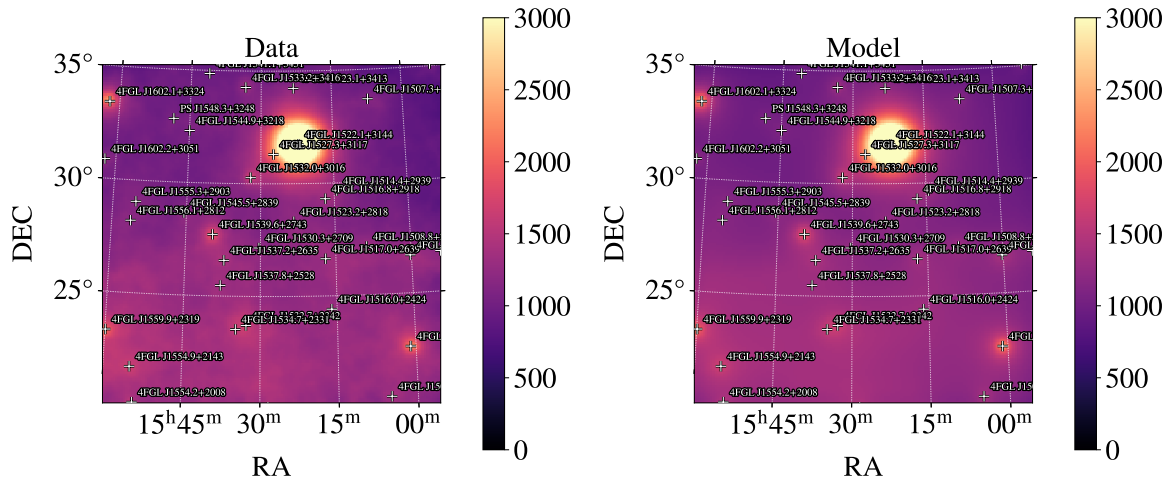 Data
Model
3000
2500
2000
1500
1000
500
0
3000
2500
2000
1500
1000
500
0
35°
30°
25°
DEC
15ʰ45ᵐ 30ᵐ 15ᵐ 00ᵐ
RA
4FGL J1533.2+3416
23.1+3413
4FGL J1507.3+
4FGL J1602.1+3324
PS J1548.3+3248
4FGL J1544.9+3218
4FGL J1522.1+3144
4FGL J1527.3+3117
4FGL J1602.2+3051
4FGL J1532.0+3016
4FGL J1514.4+2939
4FGL J1516.8+2918
4FGL J1555.3+2903
4FGL J1545.5+2839
4FGL J1556.1+2812
4FGL J1523.2+2818
4FGL J1539.6+2743
4FGL J1530.3+2709
4FGL J1508.8+
4FGL J1537.2+2635
4FGL J1517.0+2639
4FGL
4FGL J1537.8+2528
4FGL J1516.0+2424
4FGL J1559.9+2319
4FGL J1534.7+2331
4FGL
4FGL J1554.9+2143
4FGL J1554.2+2008
4FGL J150
35°
30°
25°
DEC
15ʰ45ᵐ 30ᵐ 15ᵐ 00ᵐ
RA
4FGL J1533.2+3416
23.1+3413
4FGL J1507.3+
4FGL J1602.1+3324
PS J1548.3+3248
4FGL J1544.9+3218
4FGL J1522.1+3144
4FGL J1527.3+3117
4FGL J1602.2+3051
4FGL J1532.0+3016
4FGL J1514.4+2939
4FGL J1516.8+2918
4FGL J1555.3+2903
4FGL J1545.5+2839
4FGL J1556.1+2812
4FGL J1523.2+2818
4FGL J1539.6+2743
4FGL J1530.3+2709
4FGL J1508.8+
4FGL J1537.2+2635
4FGL J1517.0+2639
4FGL
4FGL J1537.8+2528
4FGL J1516.0+2424
4FGL J1559.9+2319
4FGL J1534.7+2331
4FGL
4FGL J1554.9+2143
4FGL J1554.2+2008
4FGL J150